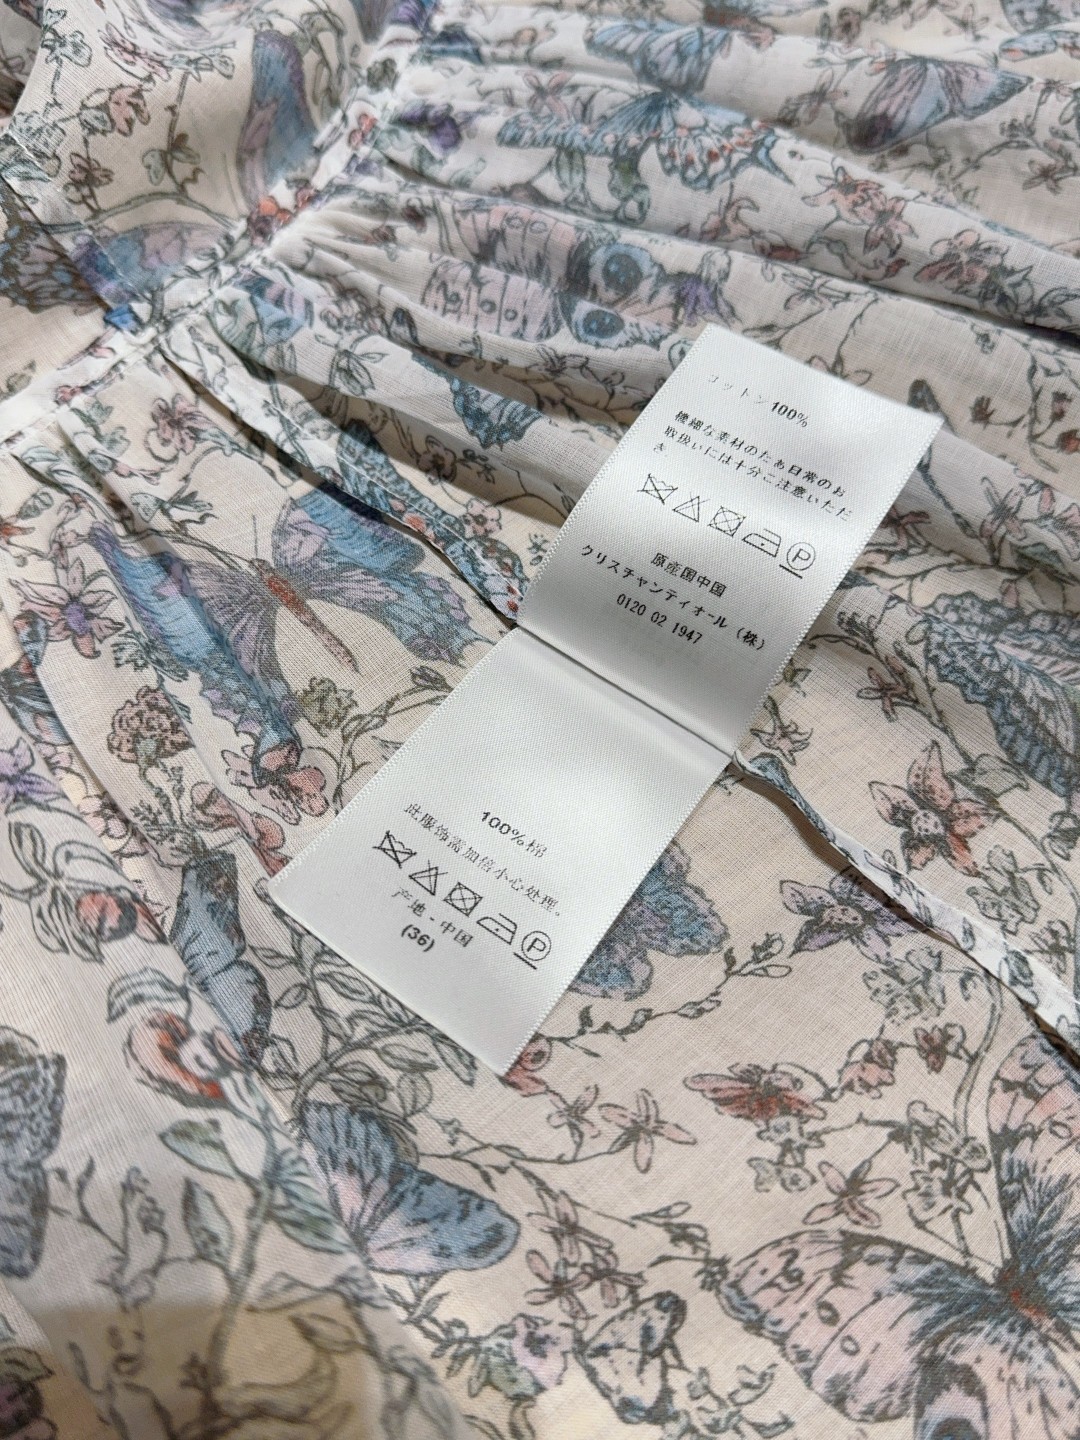 コットン100%
機細な素材のたぁ日常のお
取扱いには十分こ注意いただ
き
P
原産国中国
クリスチャンディオール（株）
0120 02 1947
100%棉
此服饰需加倍小心处理。
P
产地-中国
(36)